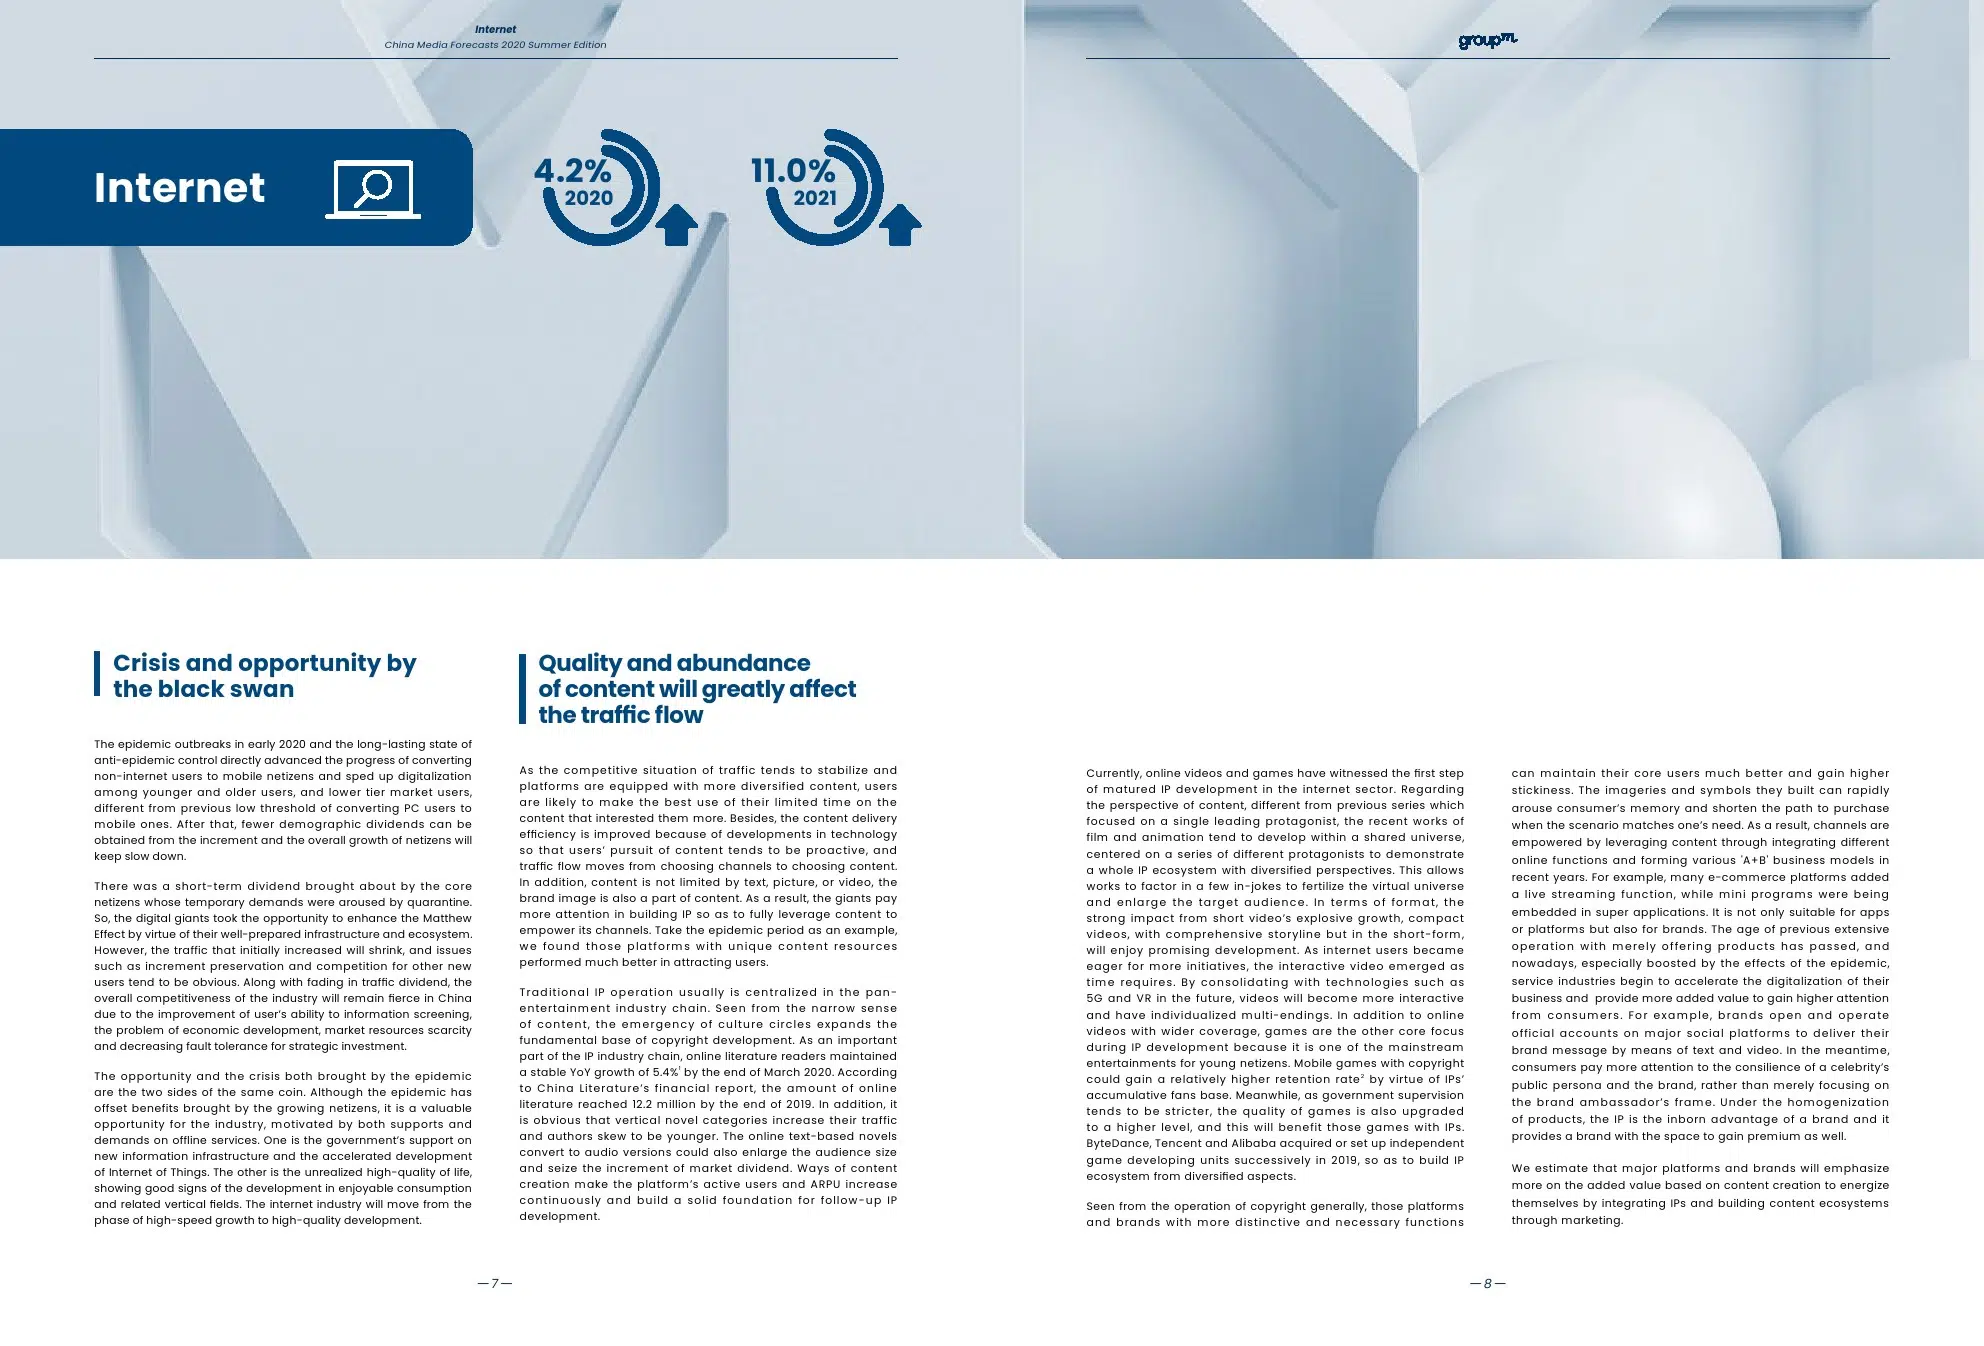 Internet
China Media Forecasts 2020 Summer Edition
groupm
Internet
4.2%
2020
11.0%
2021
Crisis and opportunity by
the black swan
The epidemic outbreaks in early 2020 and the long-lasting state of
anti-epidemic control directly advanced the progress of converting
non-internet users to mobile netizens and sped up digitalization
among younger and older users, and lower tier market users,
different from previous low threshold of converting PC users to
mobile ones. After that, fewer demographic dividends can be
obtained from the increment and the overall growth of netizens will
keep slow down.
There was a short-term dividend brought about by the core
netizens whose temporary demands were aroused by quarantine.
So, the digital giants took the opportunity to enhance the Matthew
Effect by virtue of their well-prepared infrastructure and ecosystem.
However, the traffic that initially increased will shrink, and issues
such as increment preservation and competition for other new
users tend to be obvious. Along with fading in traffic dividend, the
overall competitiveness of the industry will remain fierce in China
due to the improvement of user's ability to information screening,
the problem of economic development, market resources scarcity
and decreasing fault tolerance for strategic investment.
The opportunity and the crisis both brought by the epidemic
are the two sides of the same coin. Although the epidemic has
offset benefits brought by the growing netizens, it is a valuable
opportunity for the industry, motivated by both supports and
demands on offline services. One is the government's support on
new information infrastructure and the accelerated development
of Internet of Things. The other is the unrealized high-quality of life,
showing good signs of the development in enjoyable consumption
and related vertical fields. The internet industry will move from the
phase of high-speed growth to high-quality development.
Quality and abundance
of content will greatly affect
the traffic flow
As the competitive situation of traffic tends to stabilize and
platforms are equipped with more diversified content, users
are likely to make the best use of their limited time on the
content that interested them more. Besides, the content delivery
efficiency is improved because of developments in technology
so that users' pursuit of content tends to be proactive, and
traffic flow moves from choosing channels to choosing content.
In addition, content is not limited by text, picture, or video, the
brand image is also a part of content. As a result, the giants pay
more attention in building IP so as to fully leverage content to
empower its channels. Take the epidemic period as an example,
we found those platforms with unique content resources
performed much better in attracting users.
Traditional IP operation usually is centralized in the pan-
entertainment industry chain. Seen from the narrow sense
of content, the emergency of culture circles expands the
fundamental base of copyright development. As an important
part of the IP industry chain, online literature readers maintained
a stable YoY growth of 5.4%¹ by the end of March 2020. According
to China Literature's financial report, the amount of online
literature reached 12.2 million by the end of 2019. In addition, it
is obvious that vertical novel categories increase their traffic
and authors skew to be younger. The online text-based novels
convert to audio versions could also enlarge the audience size
and seize the increment of market dividend. Ways of content
creation make the platform's active users and ARPU increase
continuously and build a solid foundation for follow-up IP
development.
Currently, online videos and games have witnessed the first step
of matured IP development in the internet sector. Regarding
the perspective of content, different from previous series which
focused on a single leading protagonist, the recent works of
film and animation tend to develop within a shared universe,
centered on a series of different protagonists to demonstrate
a whole IP ecosystem with diversified perspectives. This allows
works to factor in a few in-jokes to fertilize the virtual universe
and enlarge the target audience. In terms of format, the
strong impact from short video's explosive growth, compact
videos, with comprehensive storyline but in the short-form,
will enjoy promising development. As internet users became
eager for more initiatives, the interactive video emerged as
time requires. By consolidating with technologies such as
5G and VR in the future, videos will become more interactive
and have individualized multi-endings. In addition to online
videos with wider coverage, games are the other core focus
during IP development because it is one of the mainstream
entertainments for young netizens. Mobile games with copyright
could gain a relatively higher retention rate² by virtue of IPs'
accumulative fans base. Meanwhile, as government supervision
tends to be stricter, the quality of games is also upgraded
to a higher level, and this will benefit those games with IPs.
ByteDance, Tencent and Alibaba acquired or set up independent
game developing units successively in 2019, so as to build IP
ecosystem from diversified aspects.
Seen from the operation of copyright generally, those platforms
and brands with more distinctive and necessary functions
can maintain their core users much better and gain higher
stickiness. The imageries and symbols they built can rapidly
arouse consumer's memory and shorten the path to purchase
when the scenario matches one's need. As a result, channels are
empowered by leveraging content through integrating different
online functions and forming various 'A+B' business models in
recent years. For example, many e-commerce platforms added
a live streaming function, while mini programs were being
embedded in super applications. It is not only suitable for apps
or platforms but also for brands. The age of previous extensive
operation with merely offering products has passed, and
nowadays, especially boosted by the effects of the epidemic,
service industries begin to accelerate the digitalization of their
business and provide more added value to gain higher attention
from consumers. For example, brands open and operate
official accounts on major social platforms to deliver their
brand message by means of text and video. In the meantime,
consumers pay more attention to the consilience of a celebrity's
public persona and the brand, rather than merely focusing on
the brand ambassador's frame. Under the homogenization
of products, the IP is the inborn advantage of a brand and it
provides a brand with the space to gain premium as well.
We estimate that major platforms and brands will emphasize
more on the added value based on content creation to energize
themselves by integrating IPs and building content ecosystems
through marketing.
— 7 —
— 8 —